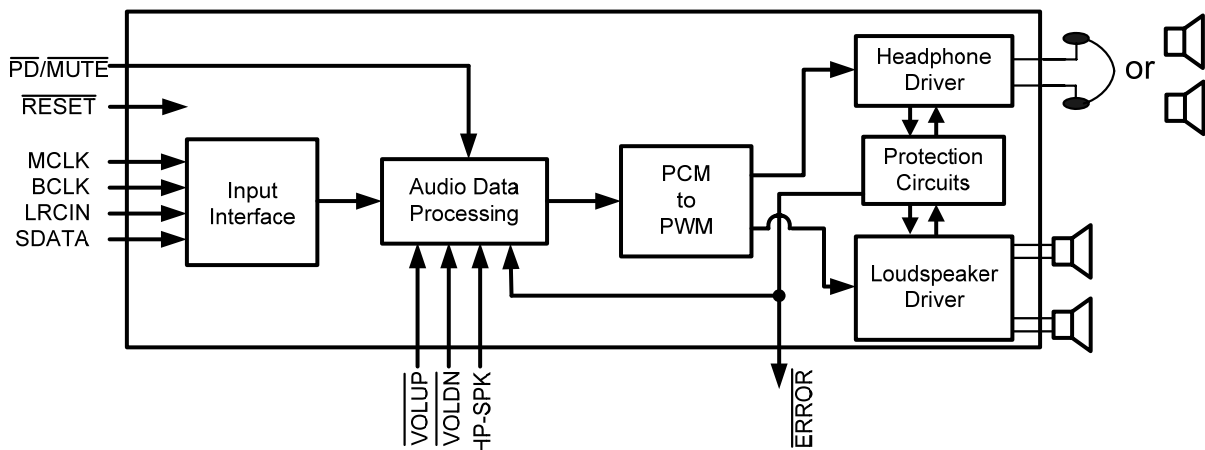 PD/MUTE
RESET
MCLK
BCLK
LRCIN
SDATA
Input
Interface
Audio Data
Processing
PCM
to
PWM
Headphone
Driver
Protection
Circuits
Loudspeaker
Driver
or
VOLUP
VOLDN
HP-SPK
ERROR